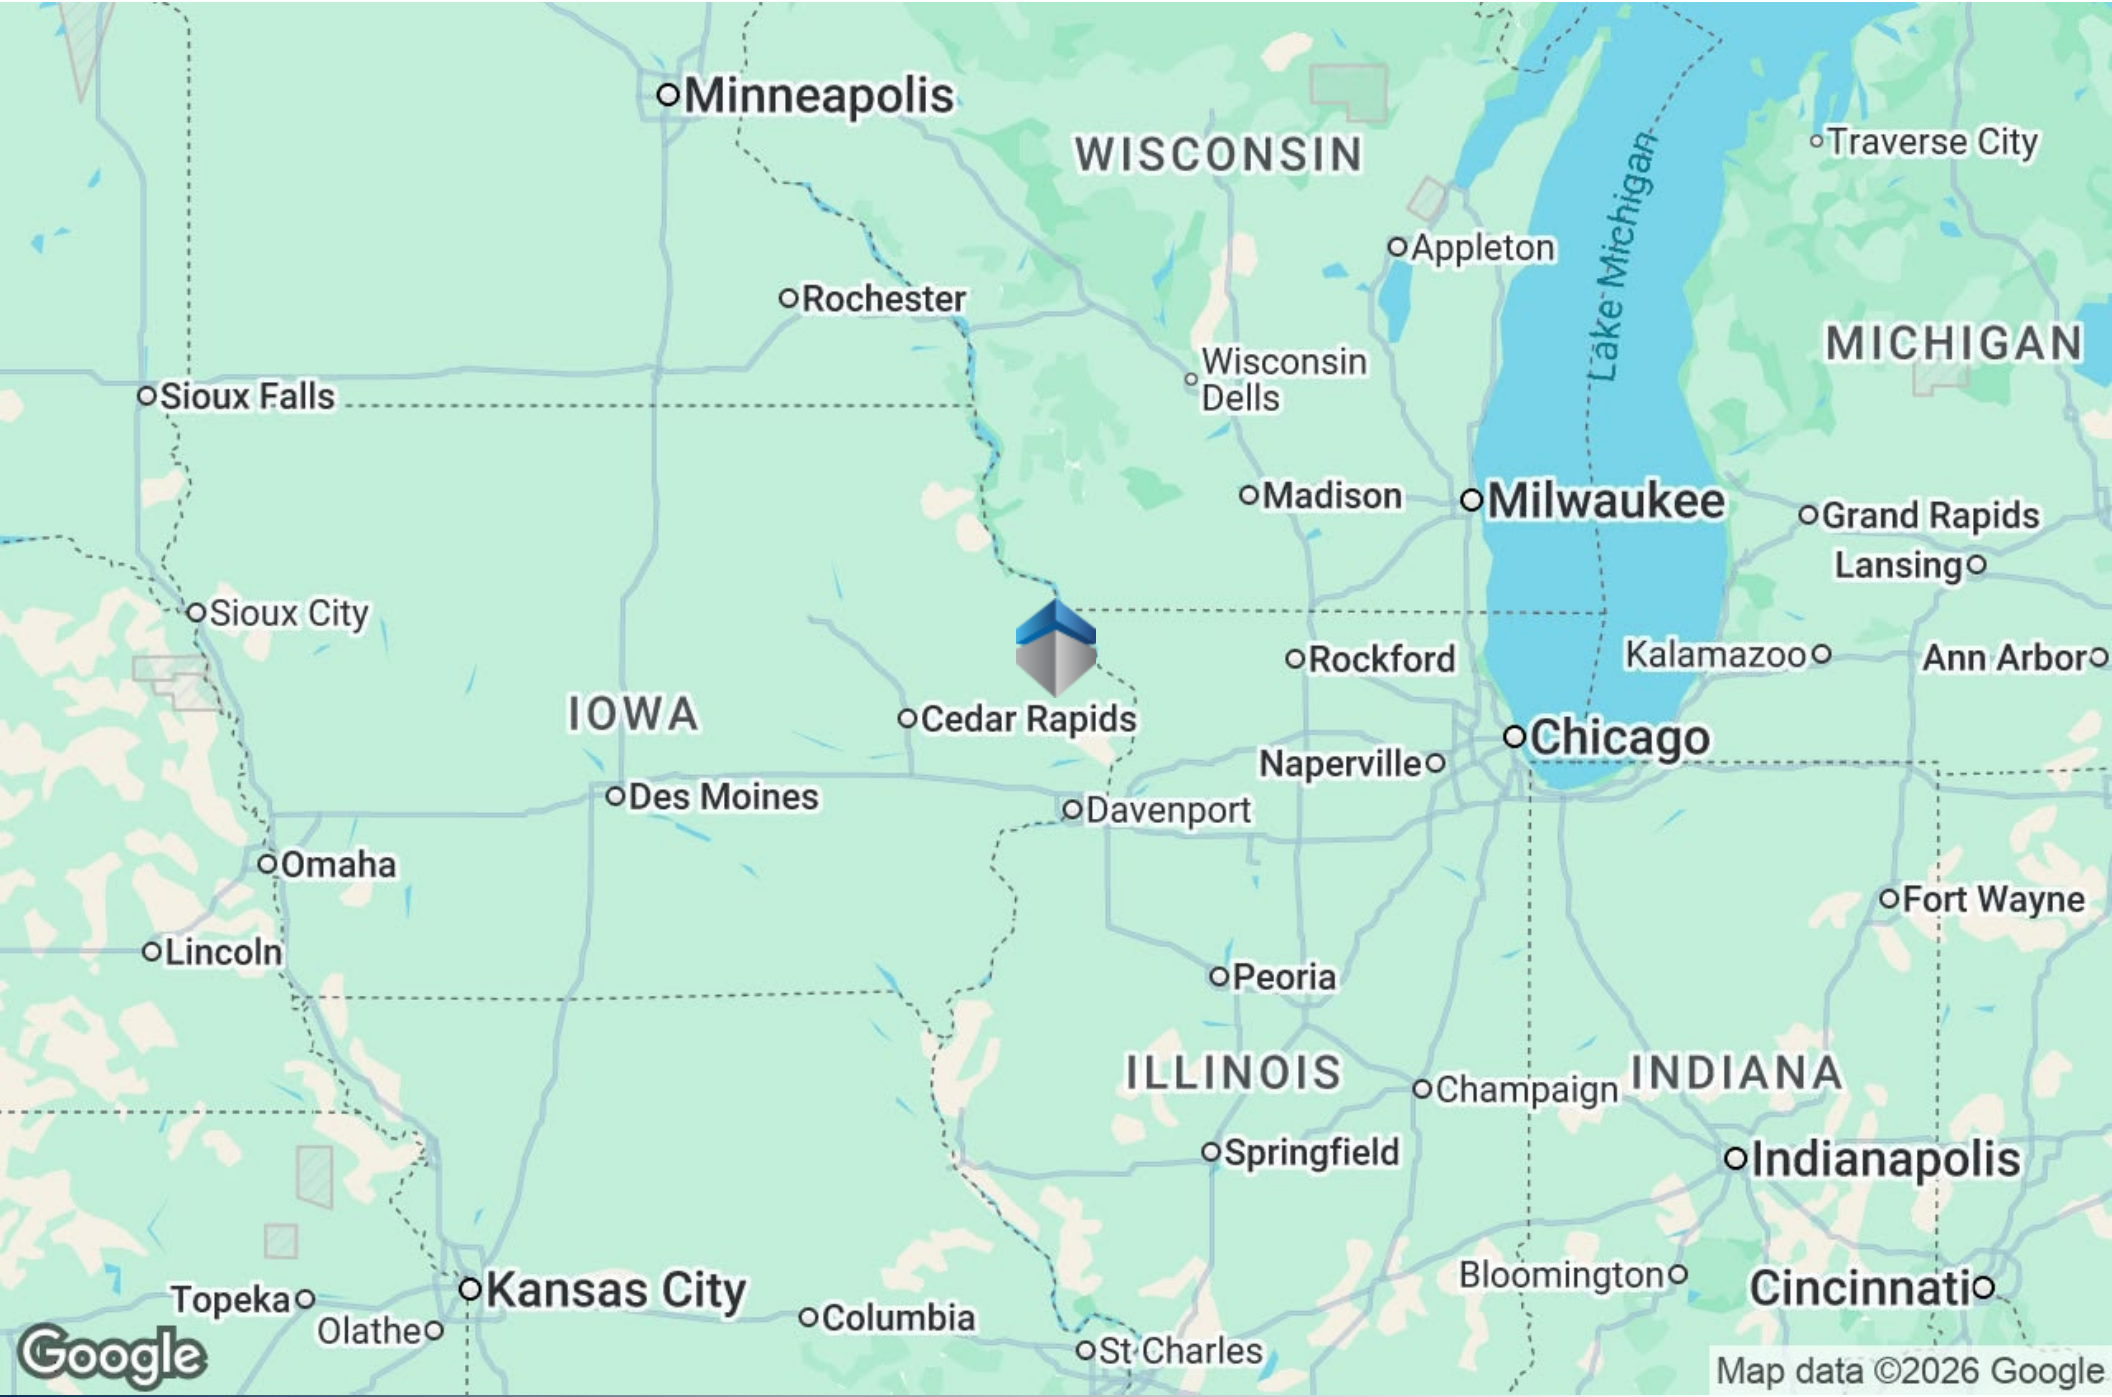 Minneapolis
WISCONSIN
Traverse City
Lake Michigan
Appleton
Rochester
MICHIGAN
Wisconsin
Dells
Sioux Falls
Madison
Milwaukee
Grand Rapids
Lansing
Sioux City
Rockford
Kalamazoo
Ann Arbor
IOWA
Cedar Rapids
Chicago
Naperville
Des Moines
Davenport
Omaha
Fort Wayne
Lincoln
Peoria
ILLINOIS
INDIANA
Champaign
Springfield
Indianapolis
Bloomington
Cincinnati
Kansas City
Topeka
Columbia
Olathe
St Charles
Google
Map data ©2026 Google